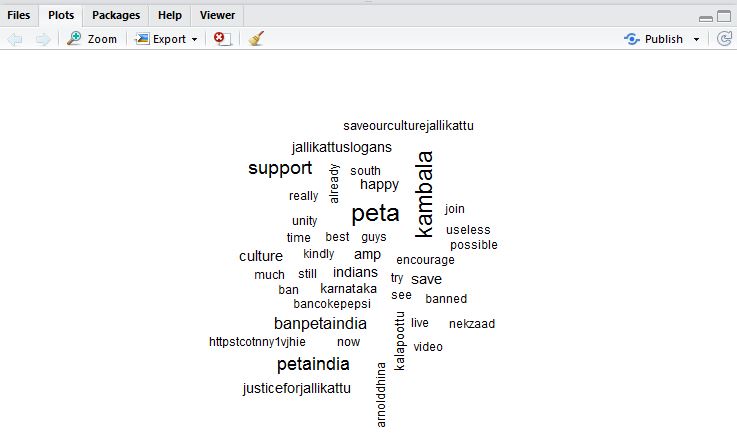 Files Plots Packages Help Viewer
Zoom Export Publish
saveourculturejallikattu
jallikattuslogans
support already south kambala
really happy
peta join
unity useless
time best guys possible
culture kindly amp encourage
much still indians try save
ban karnataka see banned
bancokepepsi
banpetaindia kalapoottu live nekzaad
httpstcotnny1vjhie now video
petaindia arnolddhina
justiceforjallikattu